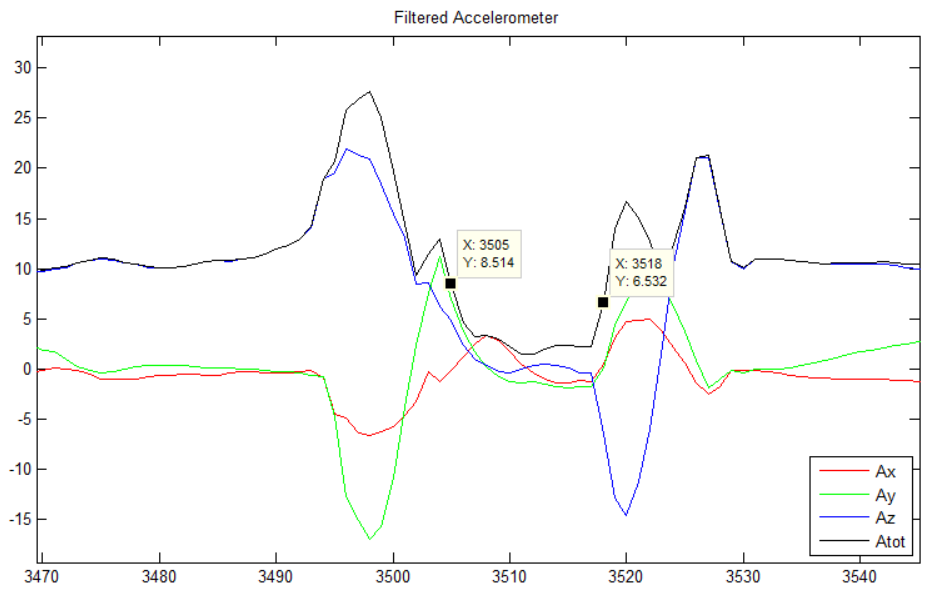 Filtered Accelerometer
30
25
20
15
10
5
0
-5
-10
-15
X: 3505
Y: 8.514
X: 3518
Y: 6.532
Ax
Ay
Az
Atot
3470 3480 3490 3500 3510 3520 3530 3540